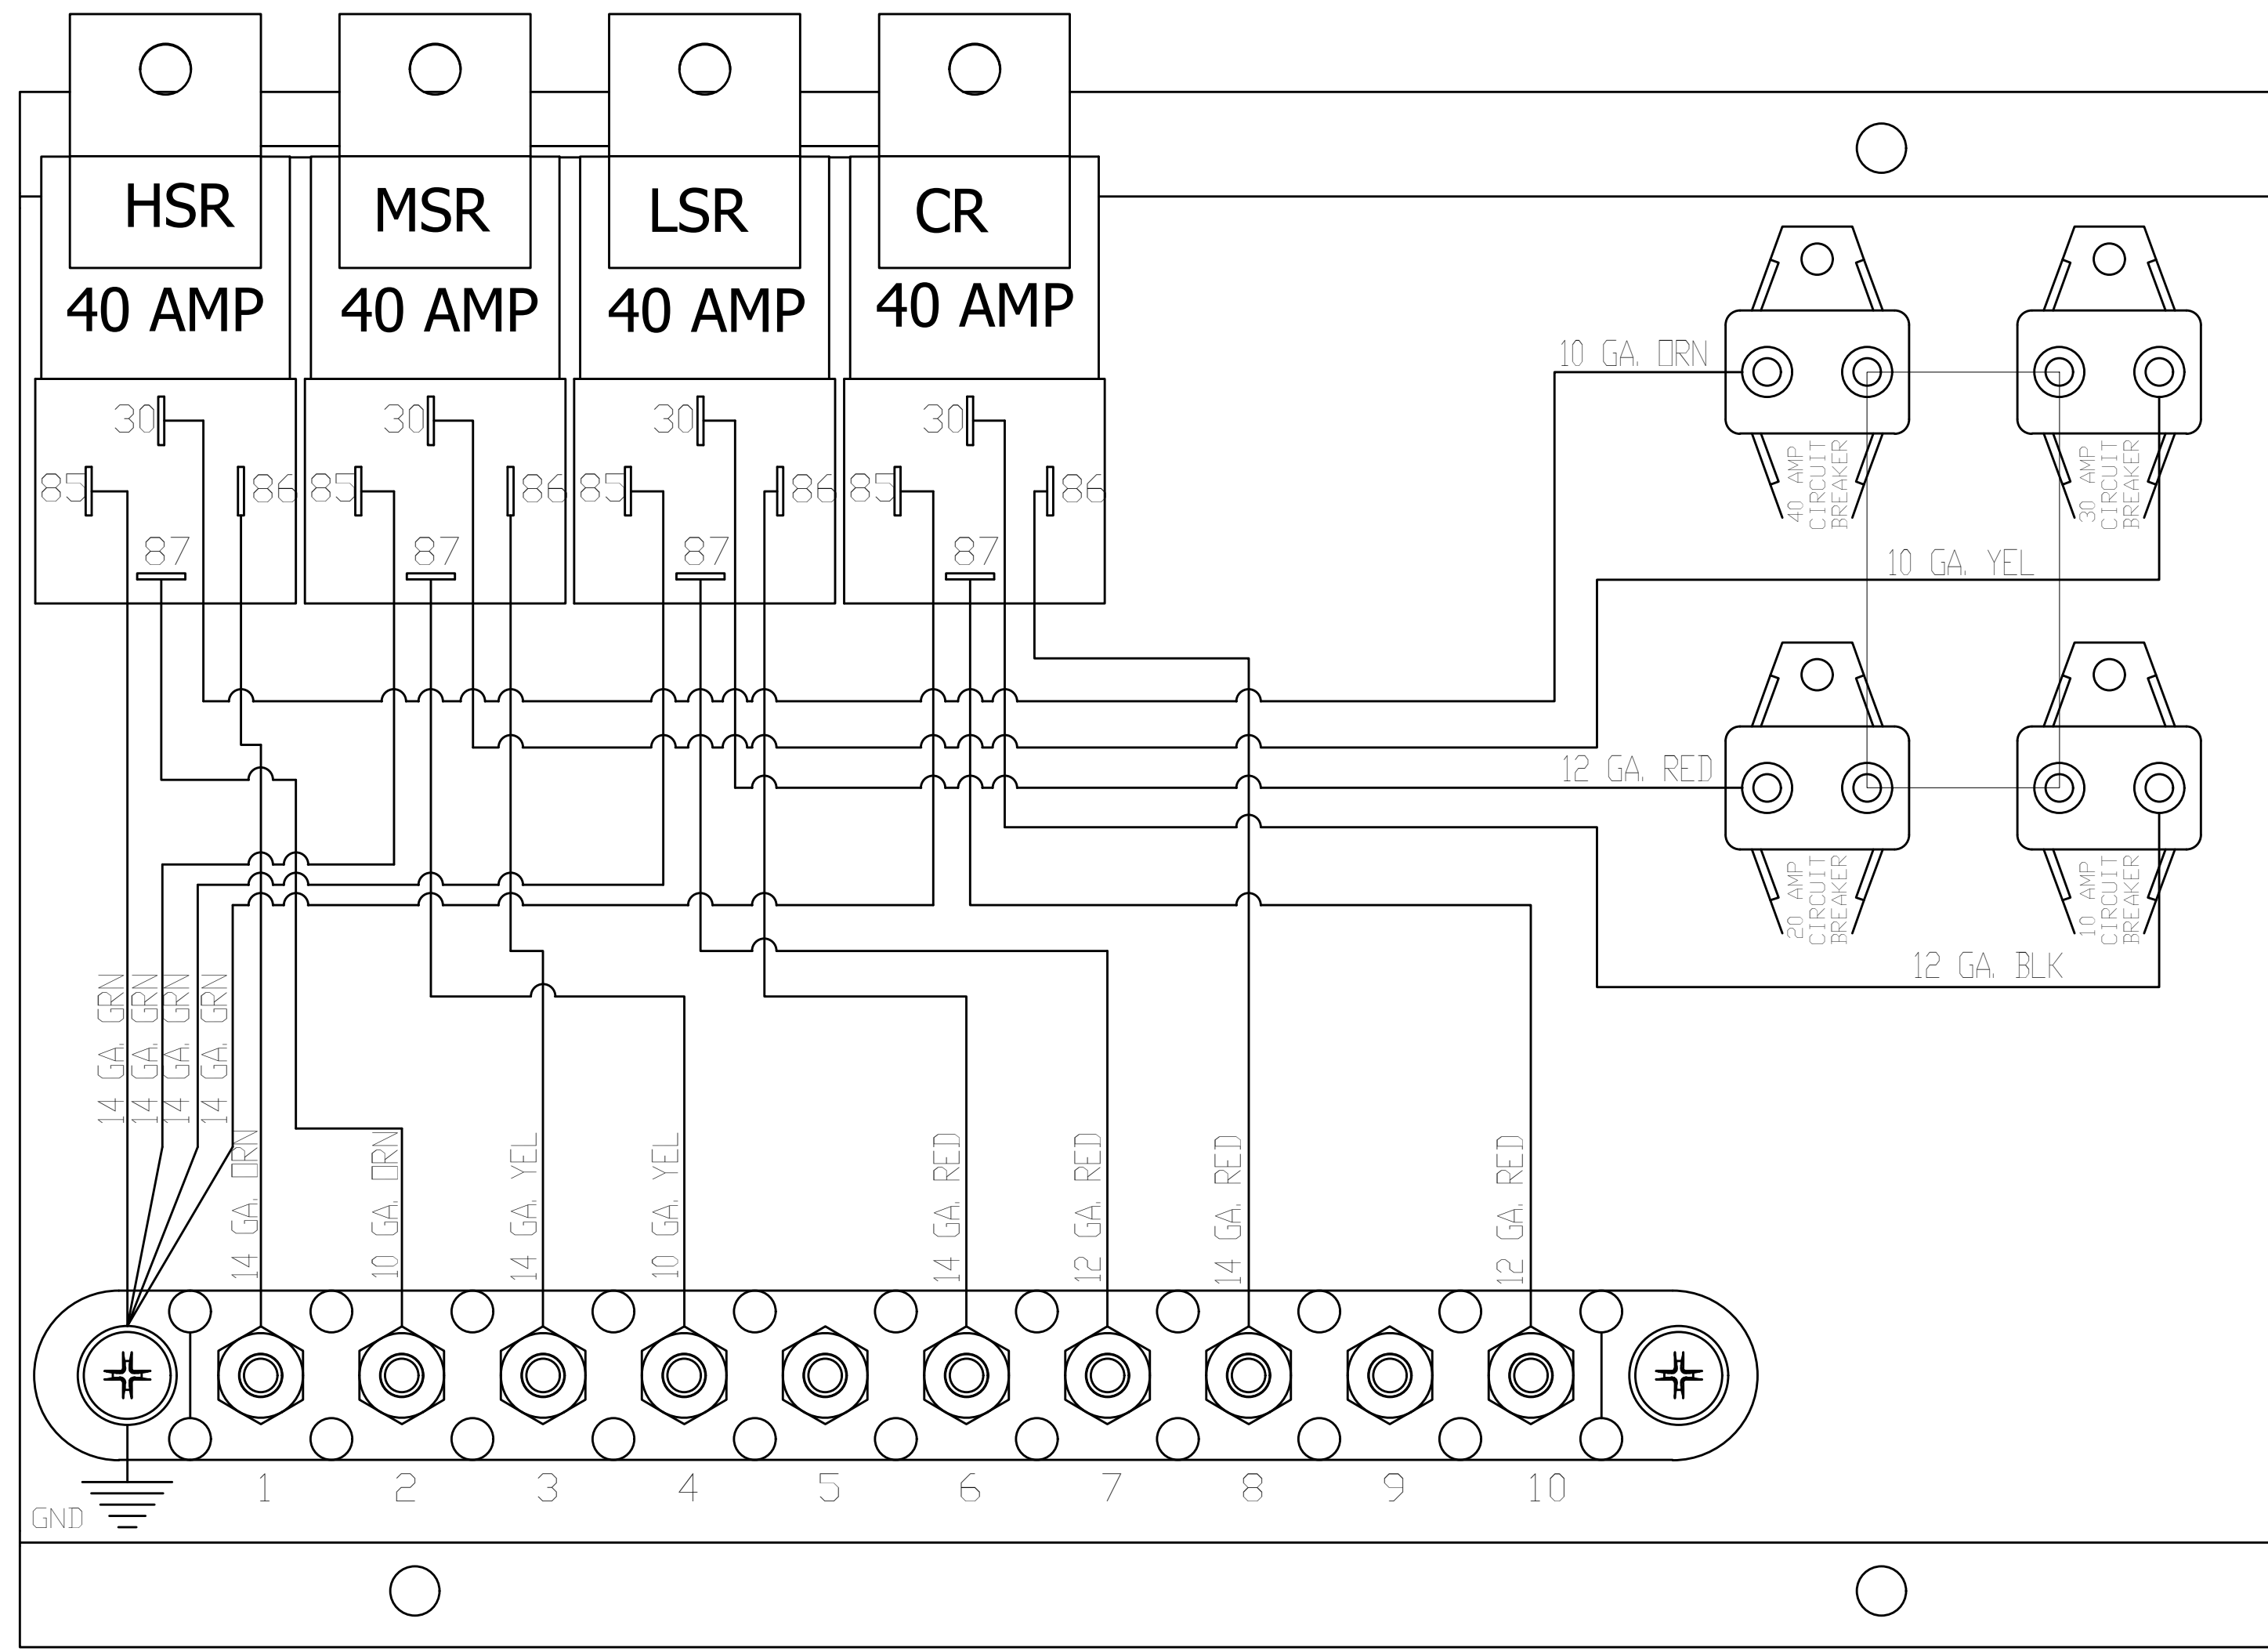 HSR
MSR
LSR
CR
40 AMP
40 AMP
40 AMP
40 AMP
10 GA. ORN
30
30
30
30
85
86
85
86
85
86
85
86
87
87
87
87
40 AMP
CIRCUIT
BREAKER
30 AMP
CIRCUIT
BREAKER
10 GA. YEL
12 GA. RED
20 AMP
CIRCUIT
BREAKER
10 AMP
CIRCUIT
BREAKER
12 GA. BLK
14 GA. GRN
14 GA. GRN
14 GA. GRN
14 GA. GRN
14 GA. ORN
10 GA. ORN
14 GA. YEL
10 GA. YEL
14 GA. RED
12 GA. RED
14 GA. RED
12 GA. RED
1
2
3
4
5
6
7
8
9
10
GND